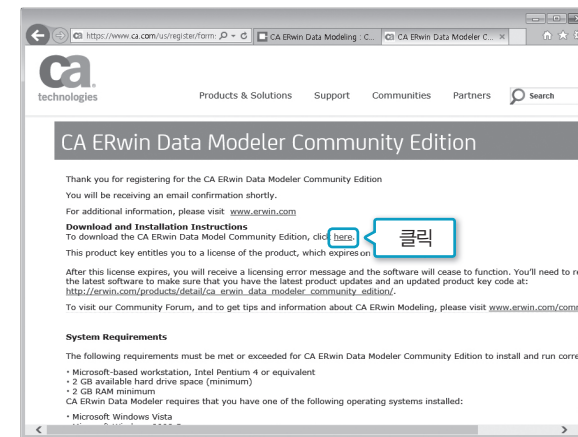 https://www.ca.com/us/register/form: CA ERwin Data Modeling : C... CA ERwin Data Modeler C...
ca.
technologies
Products & Solutions Support Communities Partners Search
CA ERwin Data Modeler Community Edition
Thank you for registering for the CA ERwin Data Modeler Community Edition
You will be receiving an email confirmation shortly.
For additional information, please visit www.erwin.com
Download and Installation Instructions
To download the CA ERwin Data Model Community Edition, click here.
클릭
This product key entitles you to a license of the product, which expires on
After this license expires, you will receive a licensing error message and the software will cease to function. You'll need to re
the latest software to make sure that you have the latest product updates and an updated product key code at:
http://erwin.com/products/detail/ca_erwin_data_modeler_community_edition/.
To visit our Community Forum, and to get tips and information about CA ERwin Modeling, please visit www.erwin.com/comm
System Requirements
The following requirements must be met or exceeded for CA ERwin Data Modeler Community Edition to install and run corre
• Microsoft-based workstation, Intel Pentium 4 or equivalent
• 2 GB available hard drive space (minimum)
• 2 GB RAM minimum
CA ERwin Data Modeler requires that you have one of the following operating systems installed:
• Microsoft Windows Vista